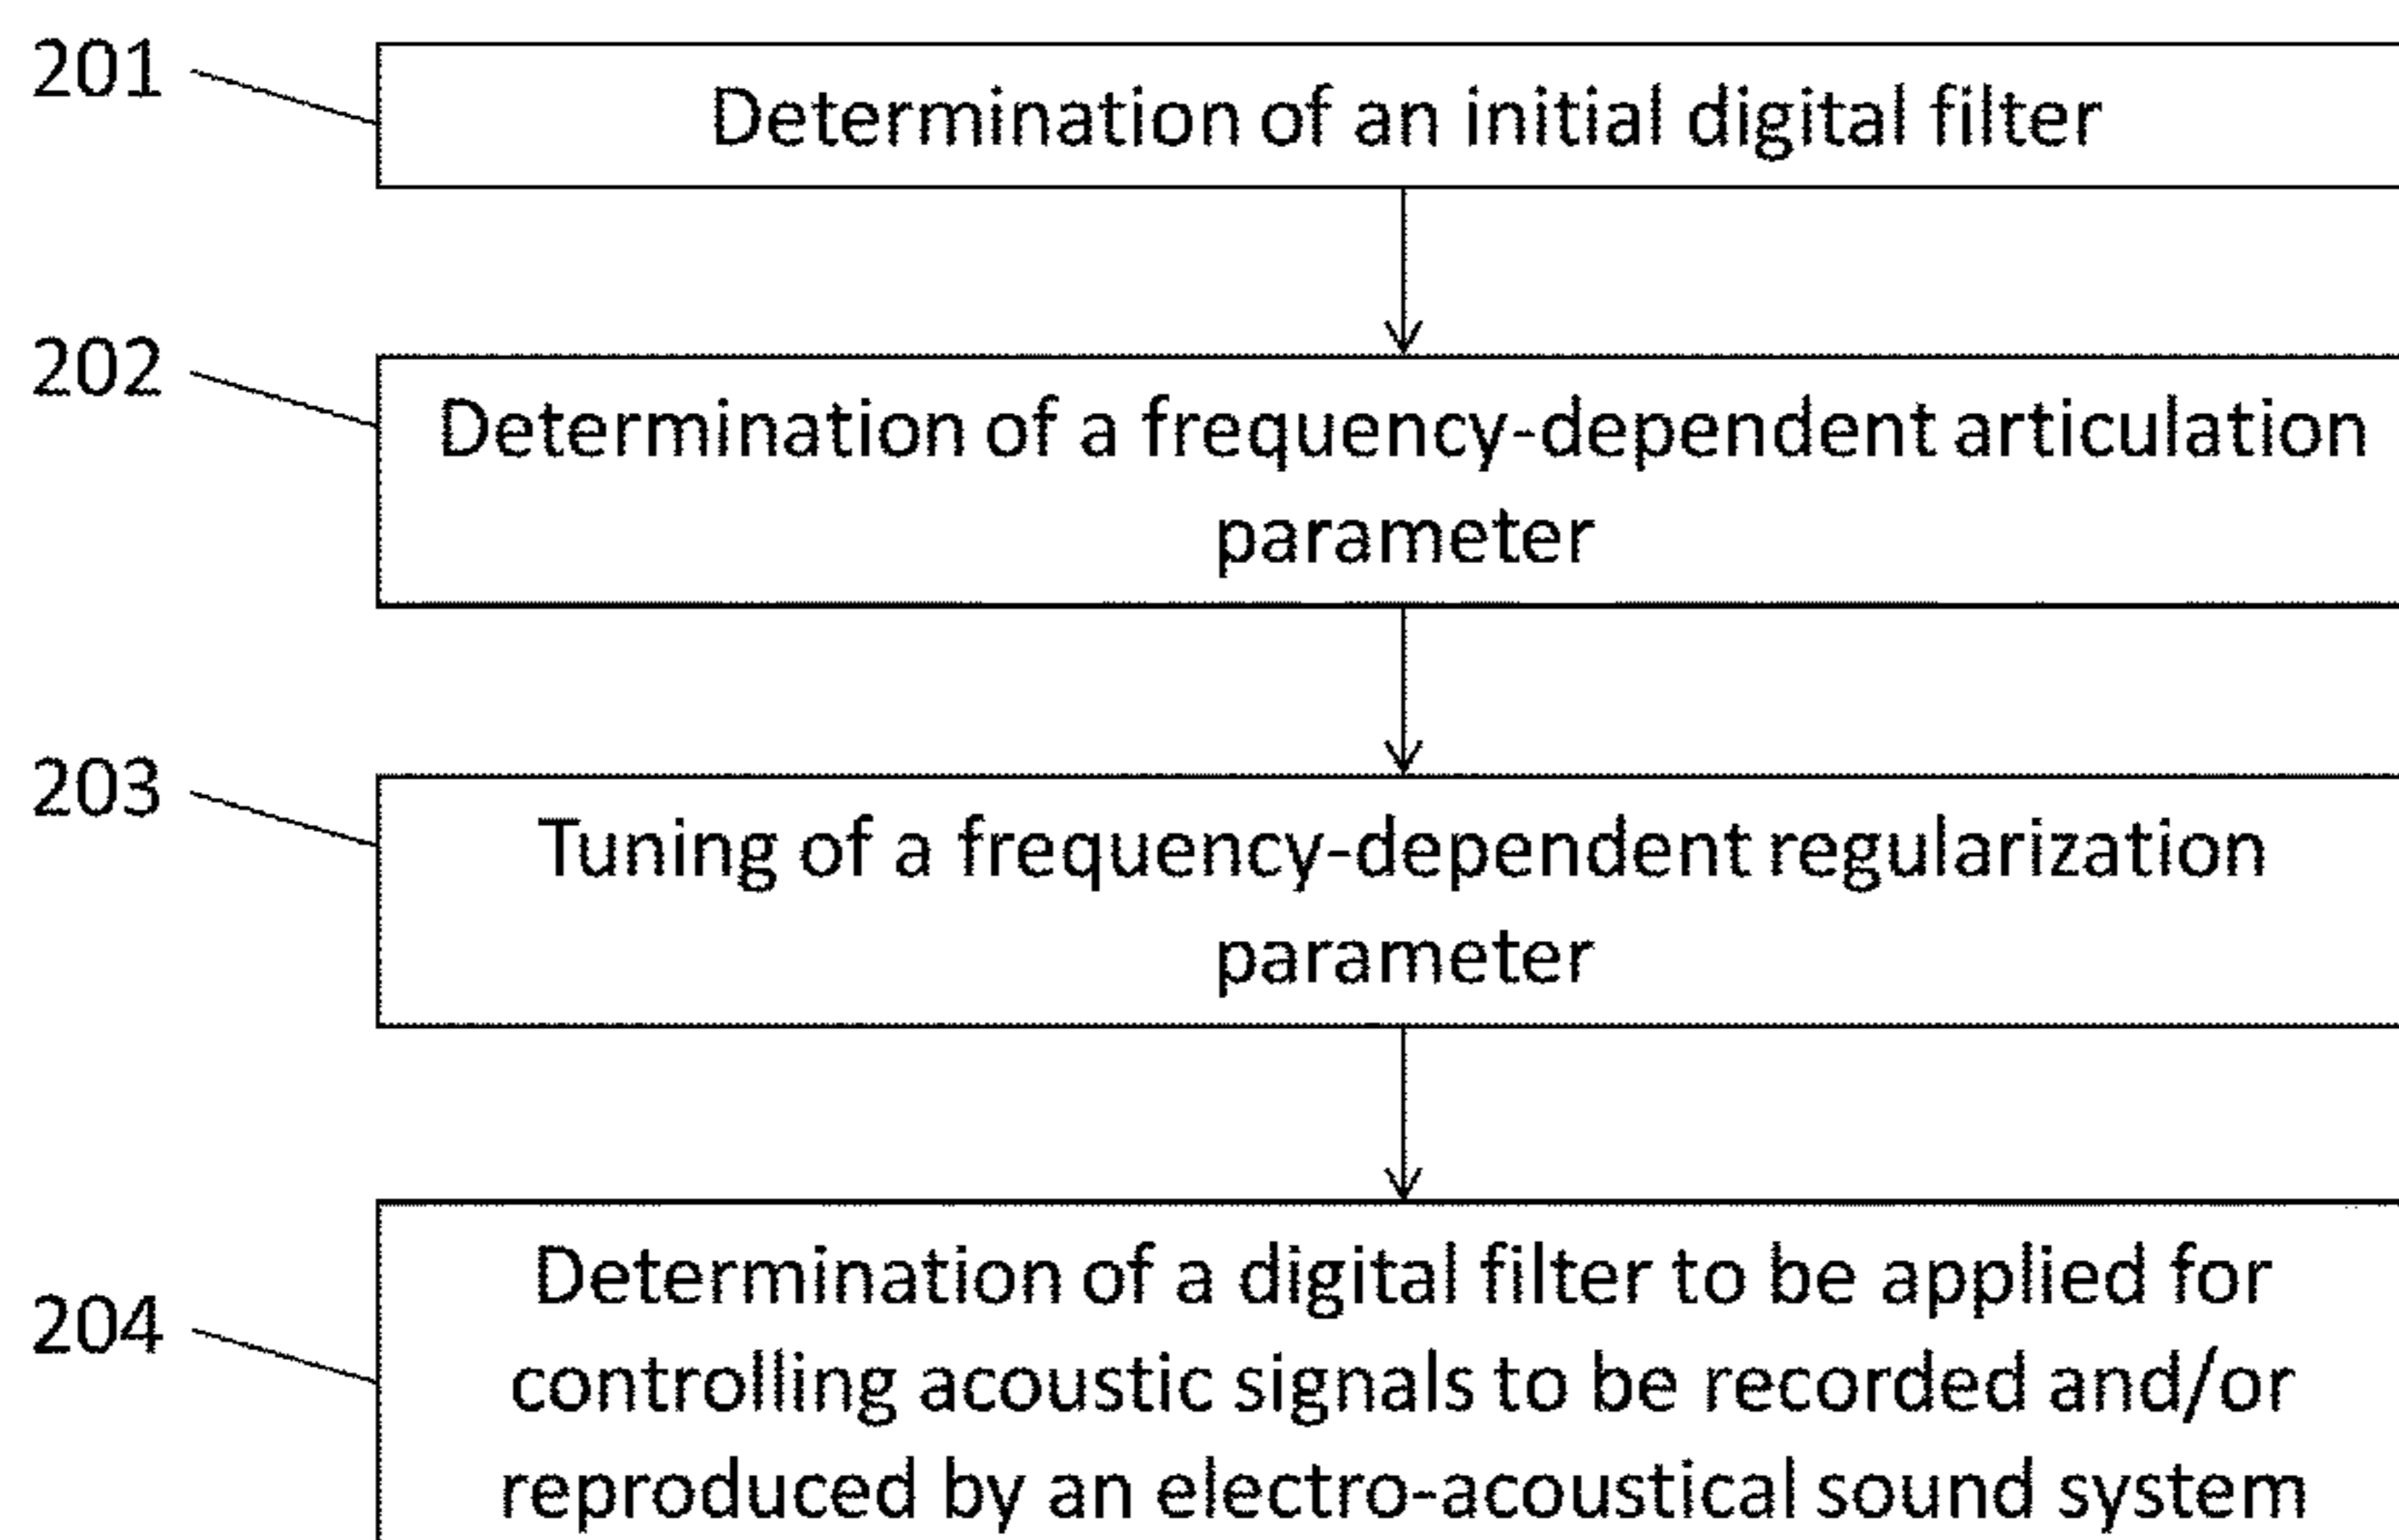 201
Determination of an initial digital filter
202
Determination of a frequency-dependent articulation
parameter
203
Tuning of a frequency-dependent regularization
parameter
204
Determination of a digital filter to be applied for
controlling acoustic signals to be recorded and/or
reproduced by an electro-acoustical sound system